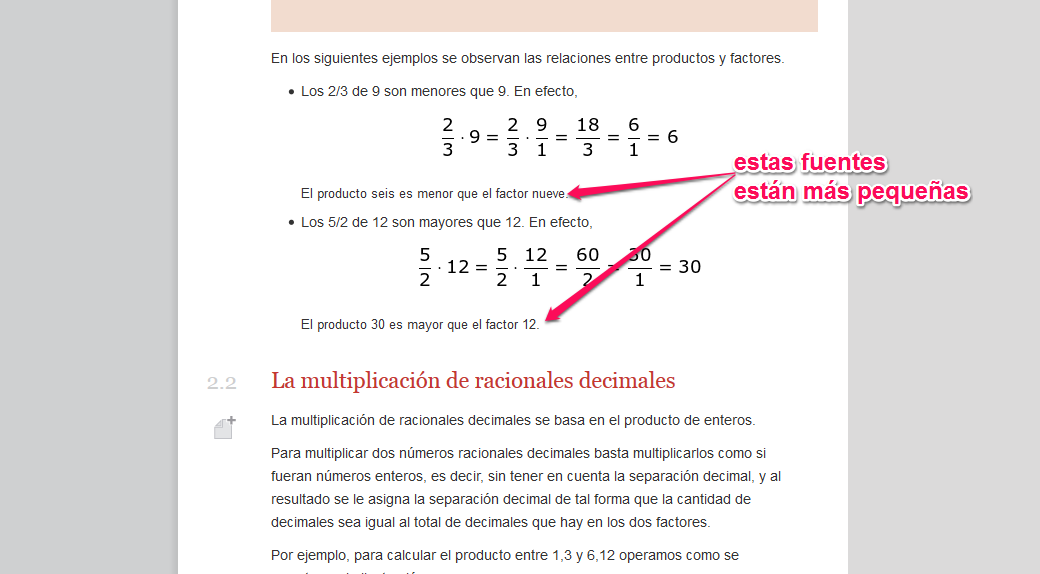 En los siguientes ejemplos se observan las relaciones entre productos y factores.
• Los 2/3 de 9 son menores que 9. En efecto,
2/3 · 9 = 2/3 · 9/1 = 18/3 = 6/1 = 6
estas fuentes
están más pequeñas
El producto seis es menor que el factor nueve.
• Los 5/2 de 12 son mayores que 12. En efecto,
5/2 · 12 = 5/2 · 12/1 = 60/2 = 30/1 = 30
El producto 30 es mayor que el factor 12.
2.2 La multiplicación de racionales decimales
La multiplicación de racionales decimales se basa en el producto de enteros.
Para multiplicar dos números racionales decimales basta multiplicarlos como si
fueran números enteros, es decir, sin tener en cuenta la separación decimal, y al
resultado se le asigna la separación decimal de tal forma que la cantidad de
decimales sea igual al total de decimales que hay en los dos factores.
Por ejemplo, para calcular el producto entre 1,3 y 6,12 operamos como se